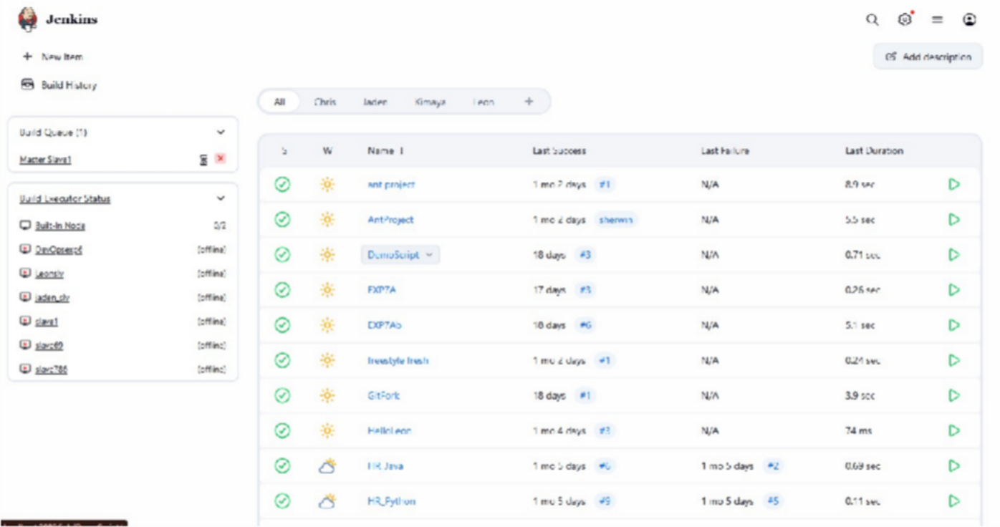 Jenkins
New Item
Add description
Build History
All Chris Jaden Kimaya Leon +
Build Queue (1)
Master Slave1
S W Name ↓ Last Success Last Failure Last Duration
ant project 1 mo 2 days #1 N/A 8.9 sec
AntProject 1 mo 2 days sherwin N/A 5.5 sec
DemoScript 18 days #3 N/A 0.71 sec
EXP7A 17 days #3 N/A 0.26 sec
EXP7Ab 18 days #6 N/A 5.1 sec
freestyle fresh 1 mo 2 days #1 N/A 0.24 sec
GitFork 18 days #1 N/A 3.9 sec
HelloLeon 1 mo 4 days #3 N/A 74 ms
HR_Java 1 mo 5 days #6 1 mo 5 days #2 0.69 sec
HR_Python 1 mo 5 days #9 1 mo 5 days #5 0.11 sec
Build Executor Status
Built-In Node
DevOpsexp6 (offline)
Leonslv (offline)
jaden_slv (offline)
slave1 (offline)
slave69 (offline)
slave786 (offline)